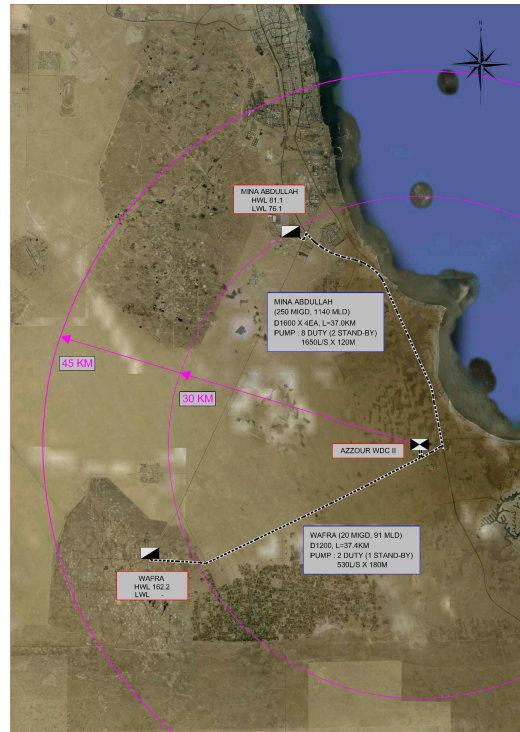 N
MINA ABDULLAH
HWL 81.1
LWL 76.1
MINA ABDULLAH
(250 MIGD, 1140 MLD)
D1600 X 4EA, L=37.0KM
PUMP : 8 DUTY (2 STAND-BY)
1650L/S X 120M
45 KM
30 KM
AZZOUR WDC II
WAFRA (20 MIGD, 91 MLD)
D1200, L=37.4KM
PUMP : 2 DUTY (1 STAND-BY)
530L/S X 180M
WAFRA
HWL 162.2
LWL -